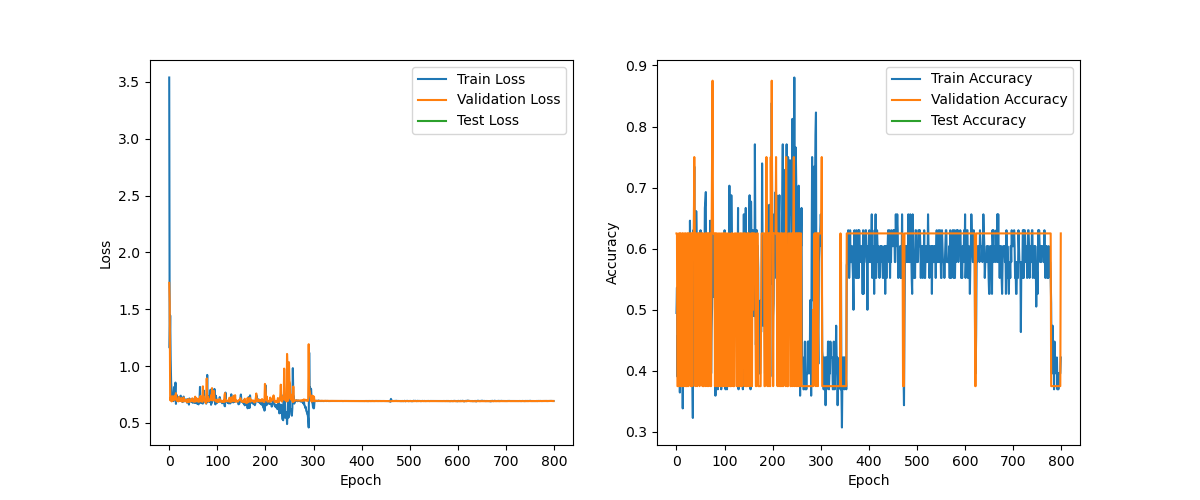 Train Loss
Validation Loss
Test Loss
3.5
3.0
2.5
2.0
1.5
1.0
0.5
Loss
0 100 200 300 400 500 600 700 800
Epoch
Train Accuracy
Validation Accuracy
Test Accuracy
0.9
0.8
0.7
0.6
0.5
0.4
0.3
Accuracy
0 100 200 300 400 500 600 700 800
Epoch